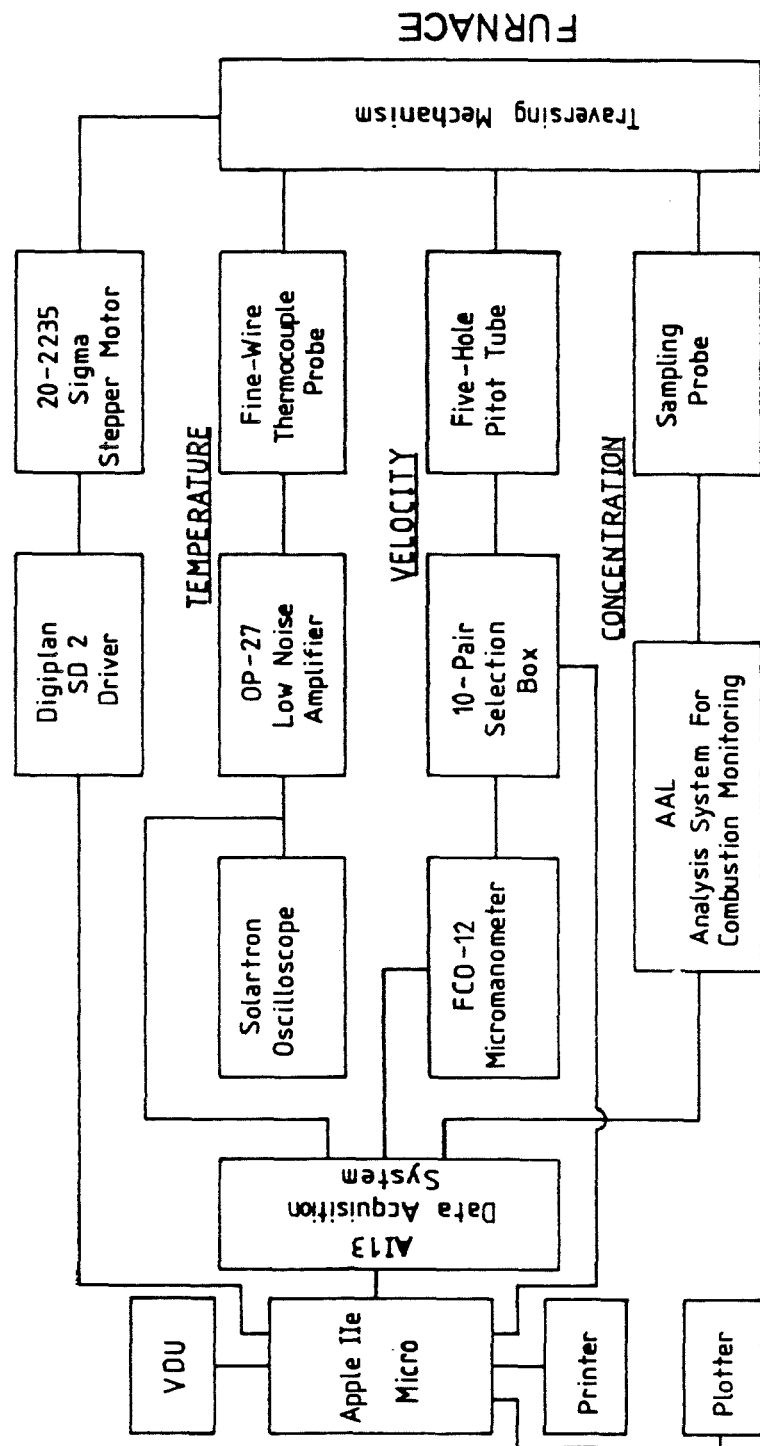 FURNACE
Traversing Mechanism
20-2235
Sigma
Stepper Motor
Digiplan
SD 2
Driver
TEMPERATURE
Fine-Wire
Thermocouple
Probe
OP-27
Low Noise
Amplifier
Solartron
Oscilloscope
VELOCITY
Five-Hole
Pitot Tube
10-Pair
Selection
Box
FCO-12
Micromanometer
CONCENTRATION
Sampling
Probe
AAL
Analysis System For
Combustion Monitoring
AI13
Data Acquisition
System
VDU
Apple IIe
Micro
Printer
Plotter